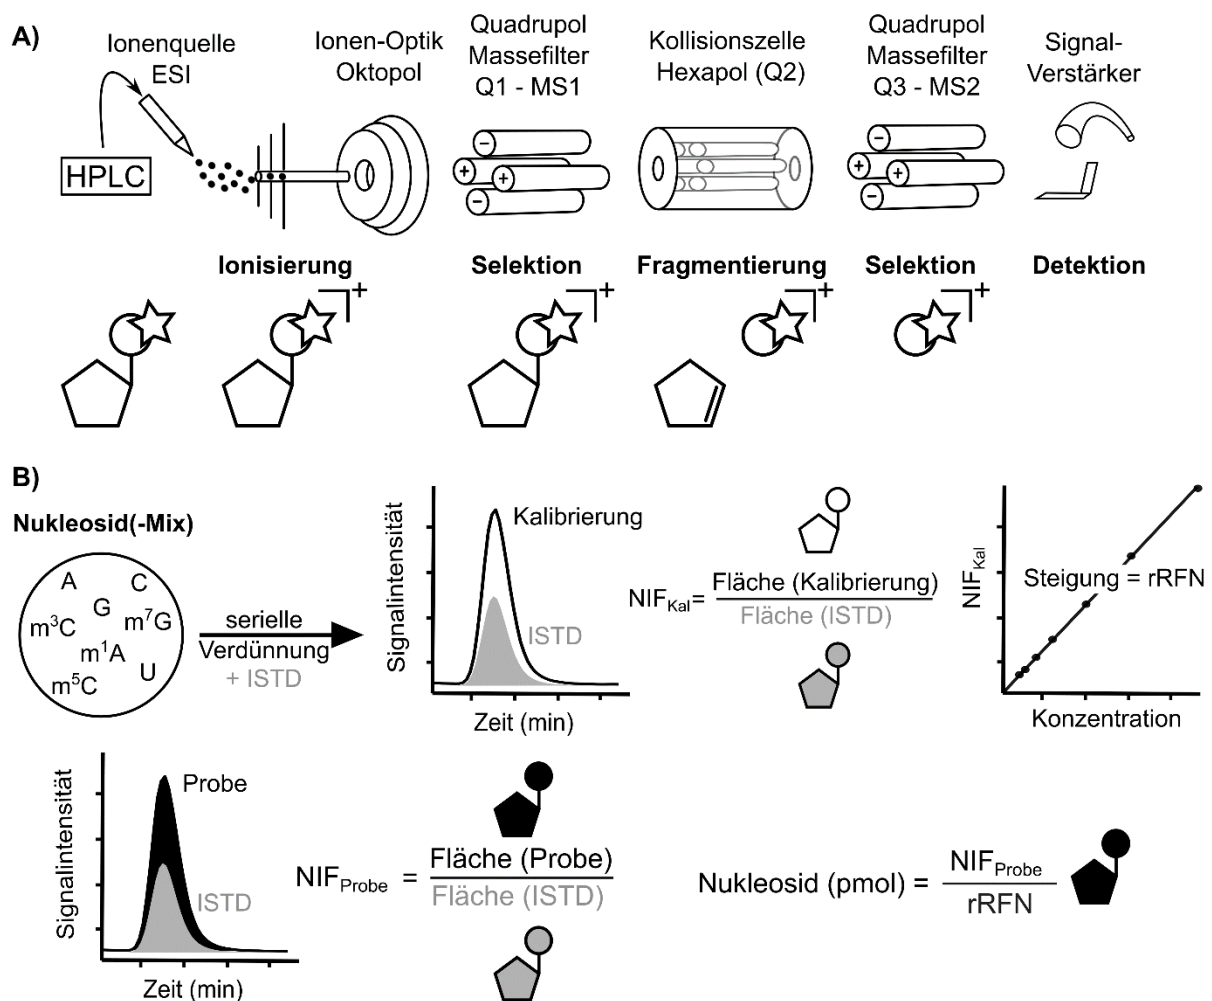 A)
Ionenquelle
ESI
Ionen-Optik
Oktopol
Quadrupol
Massefilter
Q1 - MS1
Kollisionszelle
Hexapol (Q2)
Quadrupol
Massefilter
Q3 - MS2
Signal-
Verstärker
HPLC
−
+
+
−
−
+
+
−
Ionisierung
Selektion
Fragmentierung
Selektion
Detektion
+
+
+
+
B)
Nukleosid(-Mix)
A
C
G
m³C
m⁷G
m¹A
m⁵C
U
serielle
Verdünnung
+ ISTD
Signalintensität
Kalibrierung
ISTD
Zeit (min)
NIF_Kal = Fläche (Kalibrierung)
Fläche (ISTD)
NIF_Kal
Steigung = rRFN
Konzentration
Signalintensität
Probe
ISTD
Zeit (min)
NIF_Probe = Fläche (Probe)
Fläche (ISTD)
Nukleosid (pmol) = NIF_Probe
rRFN